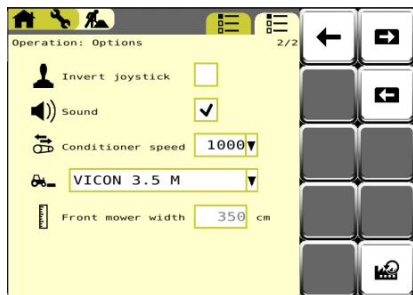 Operation: Options 2/2
Invert joystick
Sound
Conditioner speed 1000
VICON 3.5 M
Front mower width 350 cm